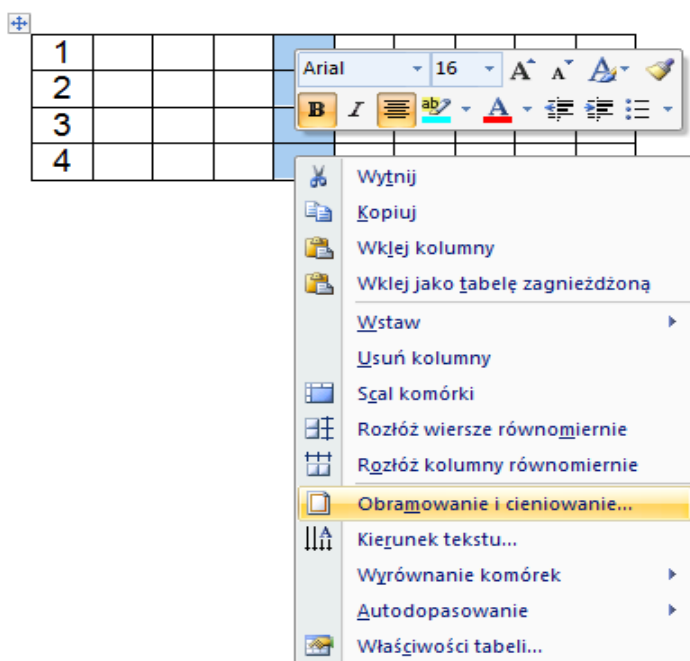 1
2
3
4
Arial 16 A A A
B I ab A
Wytnij
Kopiuj
Wklej kolumny
Wklej jako tabelę zagnieżdżoną
Wstaw
Usuń kolumny
Scal komórki
Rozłóż wiersze równomiernie
Rozłóż kolumny równomiernie
Obramowanie i cieniowanie...
Kierunek tekstu...
Wyrównanie komórek
Autodopasowanie
Właściwości tabeli...